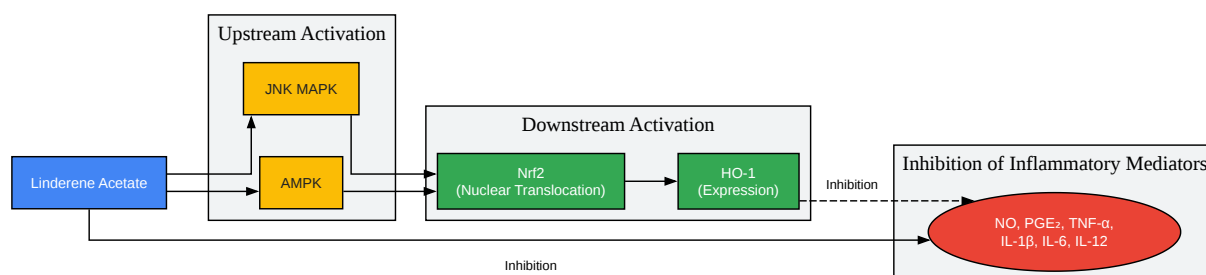 Upstream Activation
JNK MAPK
AMPK
Linderene Acetate
Downstream Activation
Nrf2
(Nuclear Translocation)
HO-1
(Expression)
Inhibition
Inhibition of Inflammatory Mediators
NO, PGE₂, TNF-α,
IL-1β, IL-6, IL-12
Inhibition